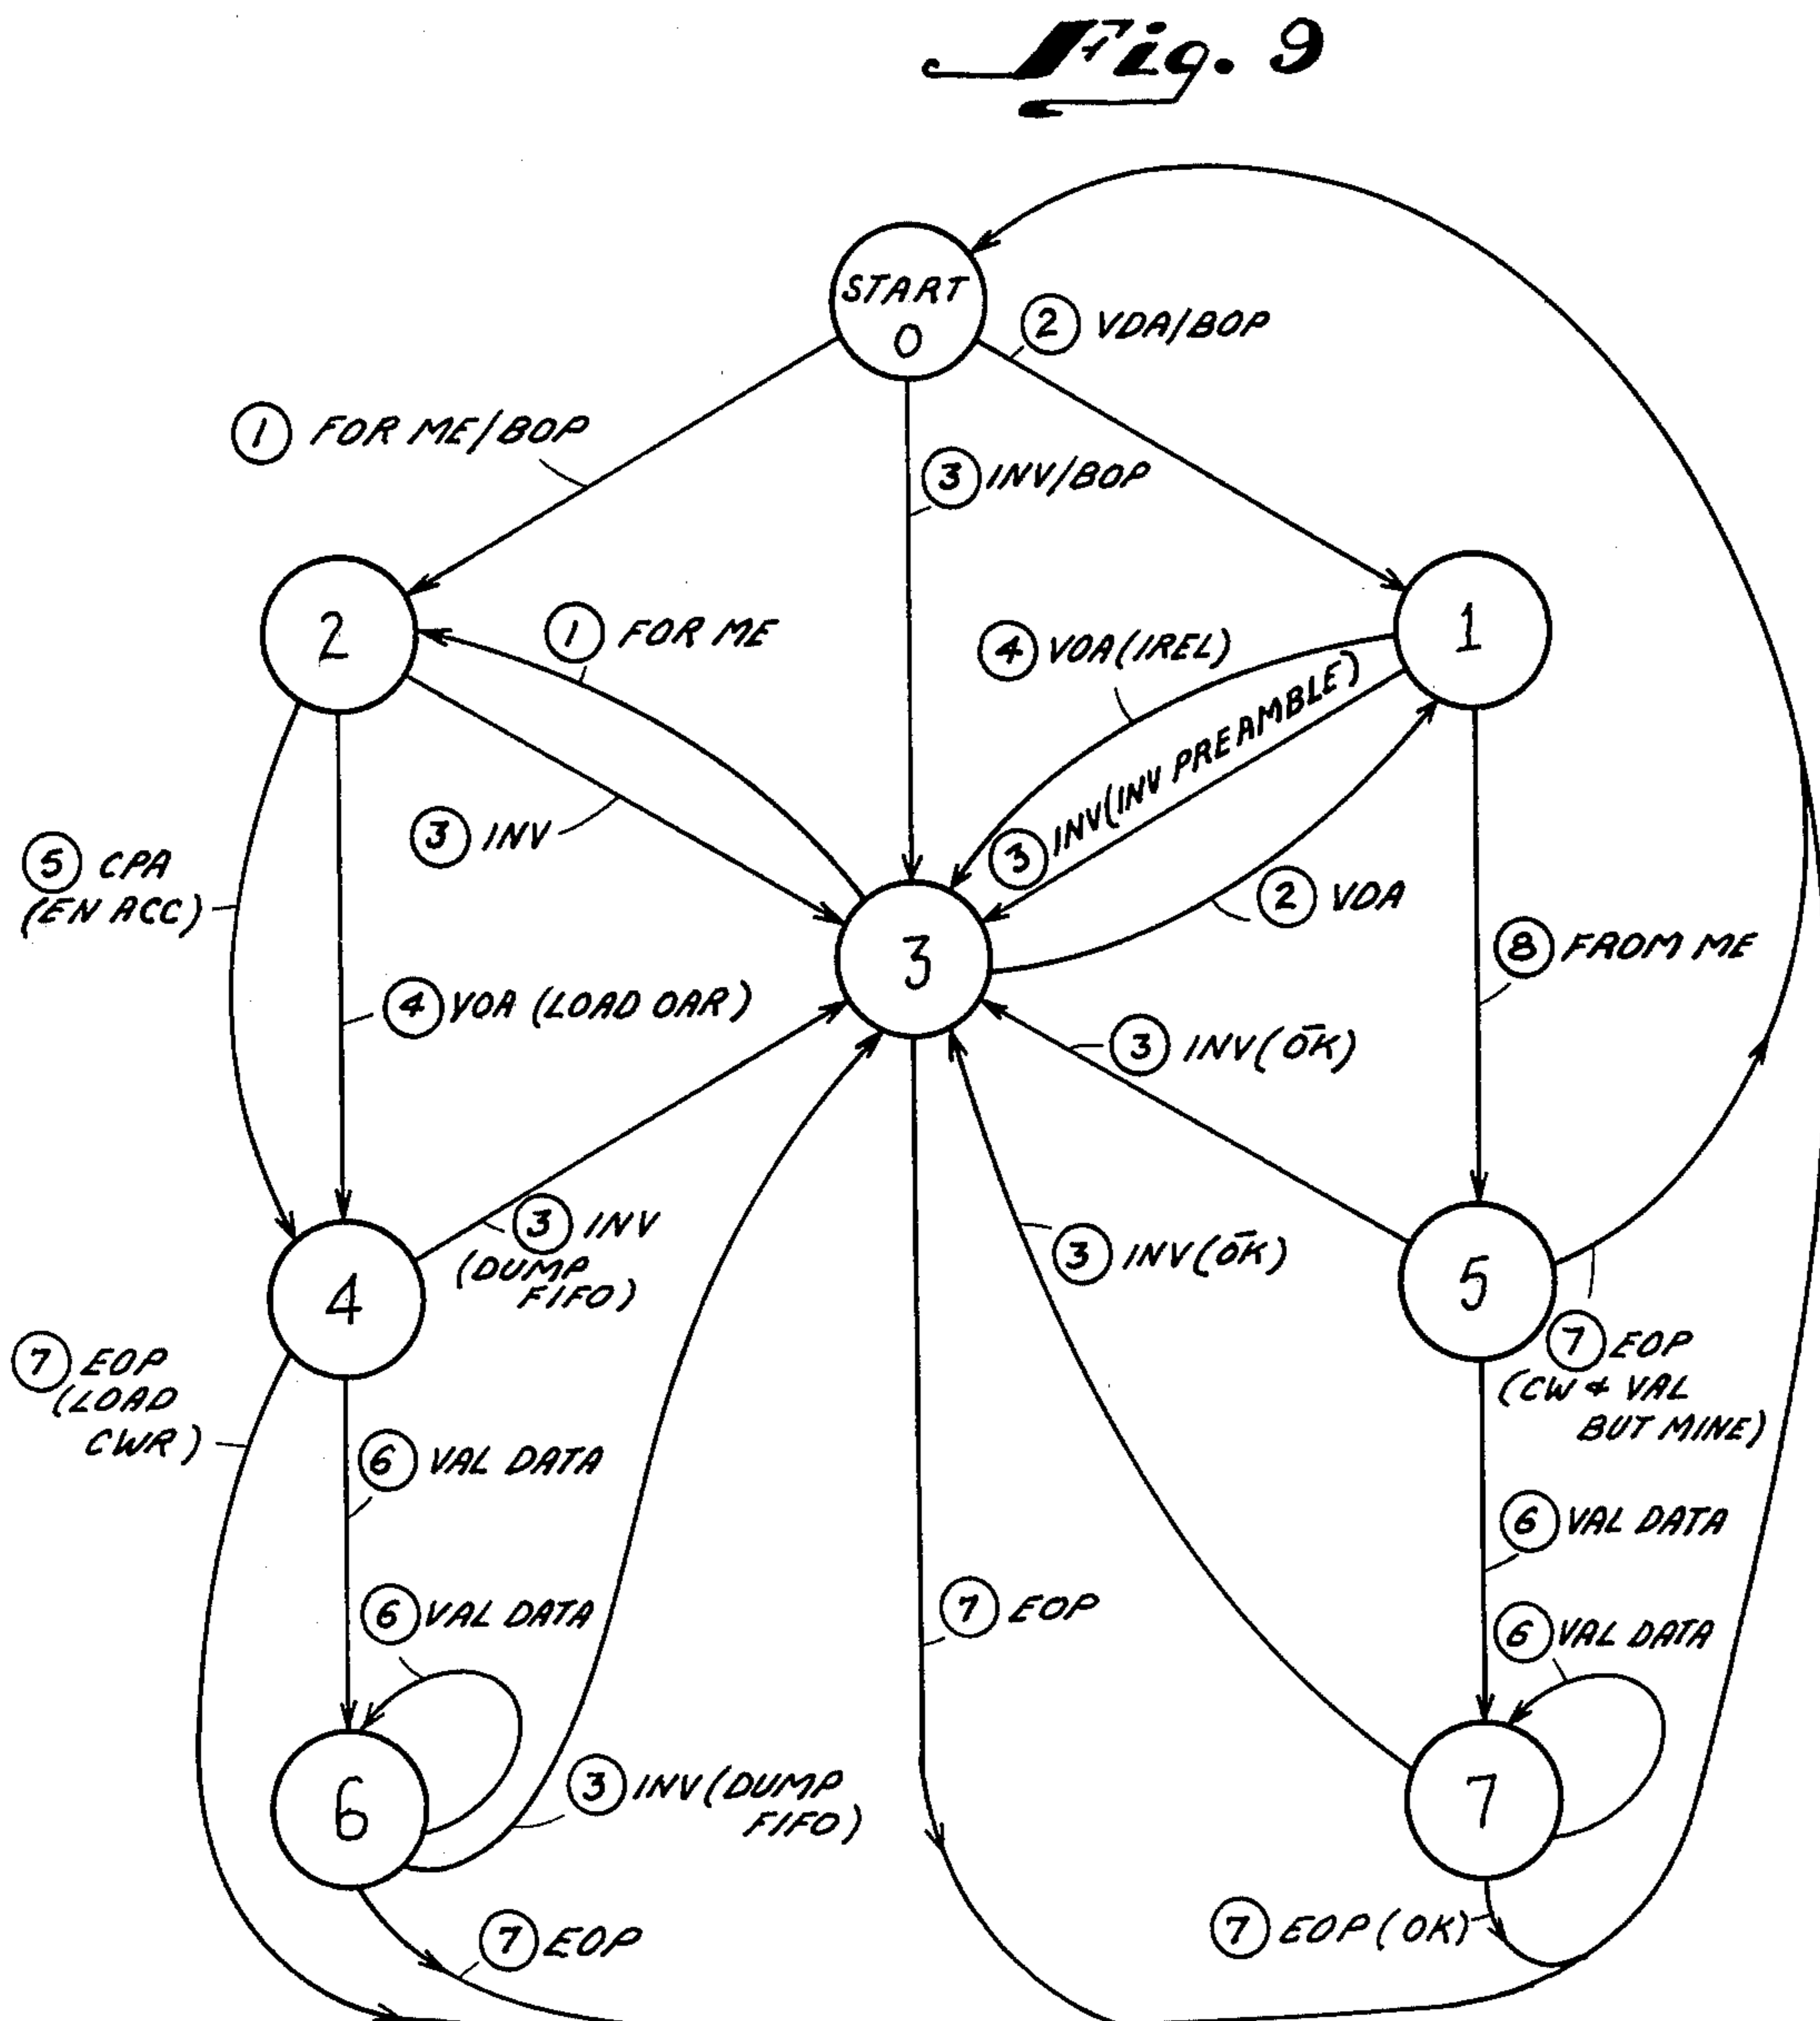 Fig. 9
START
0
② VDA/BOP
① FOR ME/BOP
③ INV/BOP
2
① FOR ME
④ VOA (IREL)
1
③ INV (INV PREAMBLE)
③ INV
⑤ CPA
(EN ACC)
② VDA
3
⑧ FROM ME
④ VOA (LOAD OAR)
③ INV (O̅K̅)
③ INV
(DUMP
FIFO)
③ INV (O̅K̅)
4
5
⑦ EOP
(LOAD
CWR)
⑦ EOP
(CW & VAL
BUT MINE)
⑥ VAL DATA
⑥ VAL DATA
⑥ VAL DATA
⑦ EOP
⑥ VAL DATA
6
③ INV (DUMP
FIFO)
7
⑦ EOP
⑦ EOP (OK)